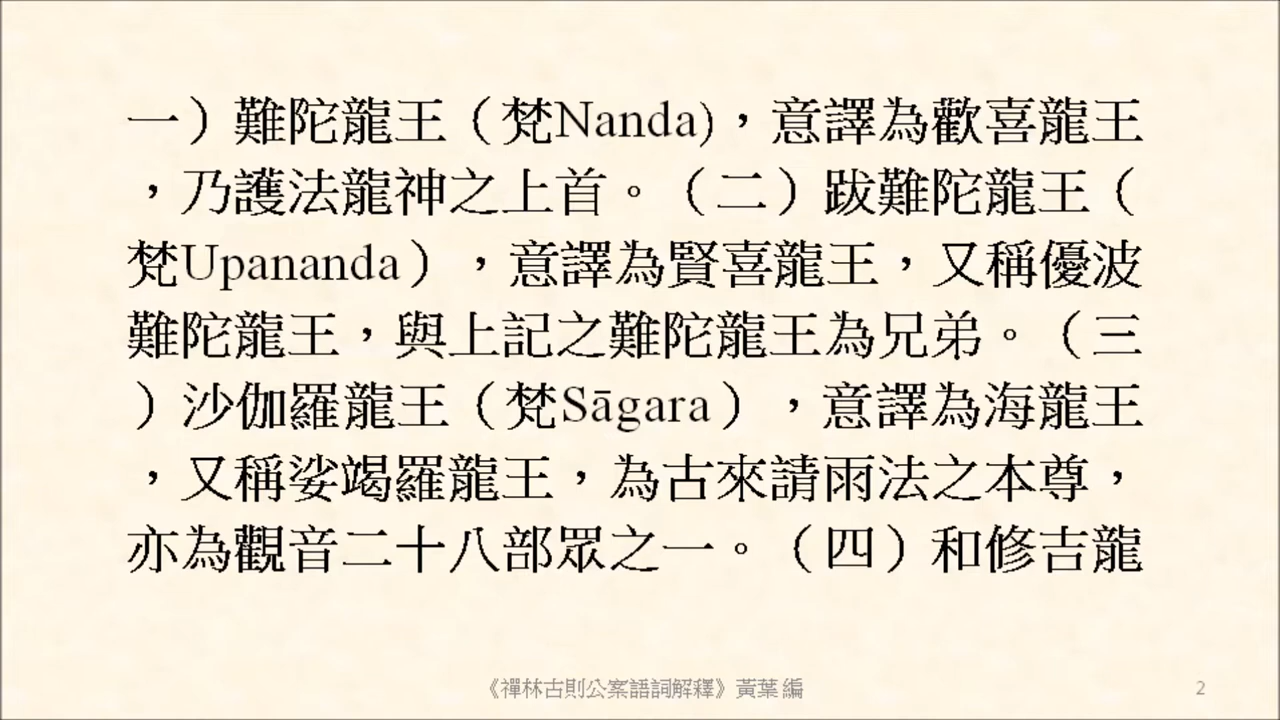 一）難陀龍王（梵Nanda)，意譯為歡喜龍王
，乃護法龍神之上首。（二）跋難陀龍王（
梵Upananda），意譯為賢喜龍王，又稱優波
難陀龍王，與上記之難陀龍王為兄弟。（三
）沙伽羅龍王（梵Sāgara），意譯為海龍王
，又稱娑竭羅龍王，為古來請雨法之本尊，
亦為觀音二十八部眾之一。（四）和修吉龍
《禪林古則公案語詞解釋》黃葉編
2